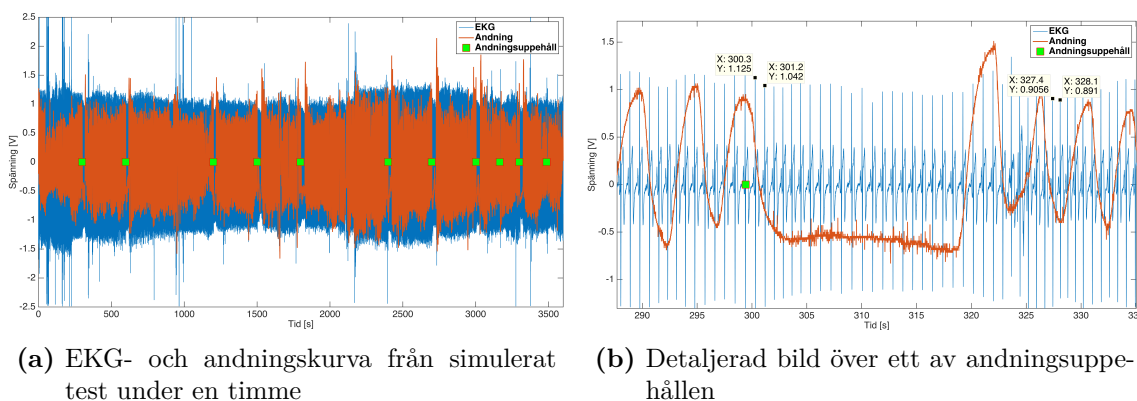 EKG
Andning
Andningsuppehåll
2.5
2
1.5
1
0.5
0
-0.5
-1
-1.5
-2
-2.5
Spänning [V]
0 500 1000 1500 2000 2500 3000 3500
Tid [s]
(a) EKG- och andningskurva från simulerat
test under en timme
EKG
Andning
Andningsuppehåll
X: 300.3
Y: 1.125
X: 301.2
Y: 1.042
X: 327.4
Y: 0.9056
X: 328.1
Y: 0.891
1.5
1
0.5
0
-0.5
-1
Spänning [V]
290 295 300 305 310 315 320 325 330 335
Tid [s]
(b) Detaljerad bild över ett av andningsuppe-
hållen